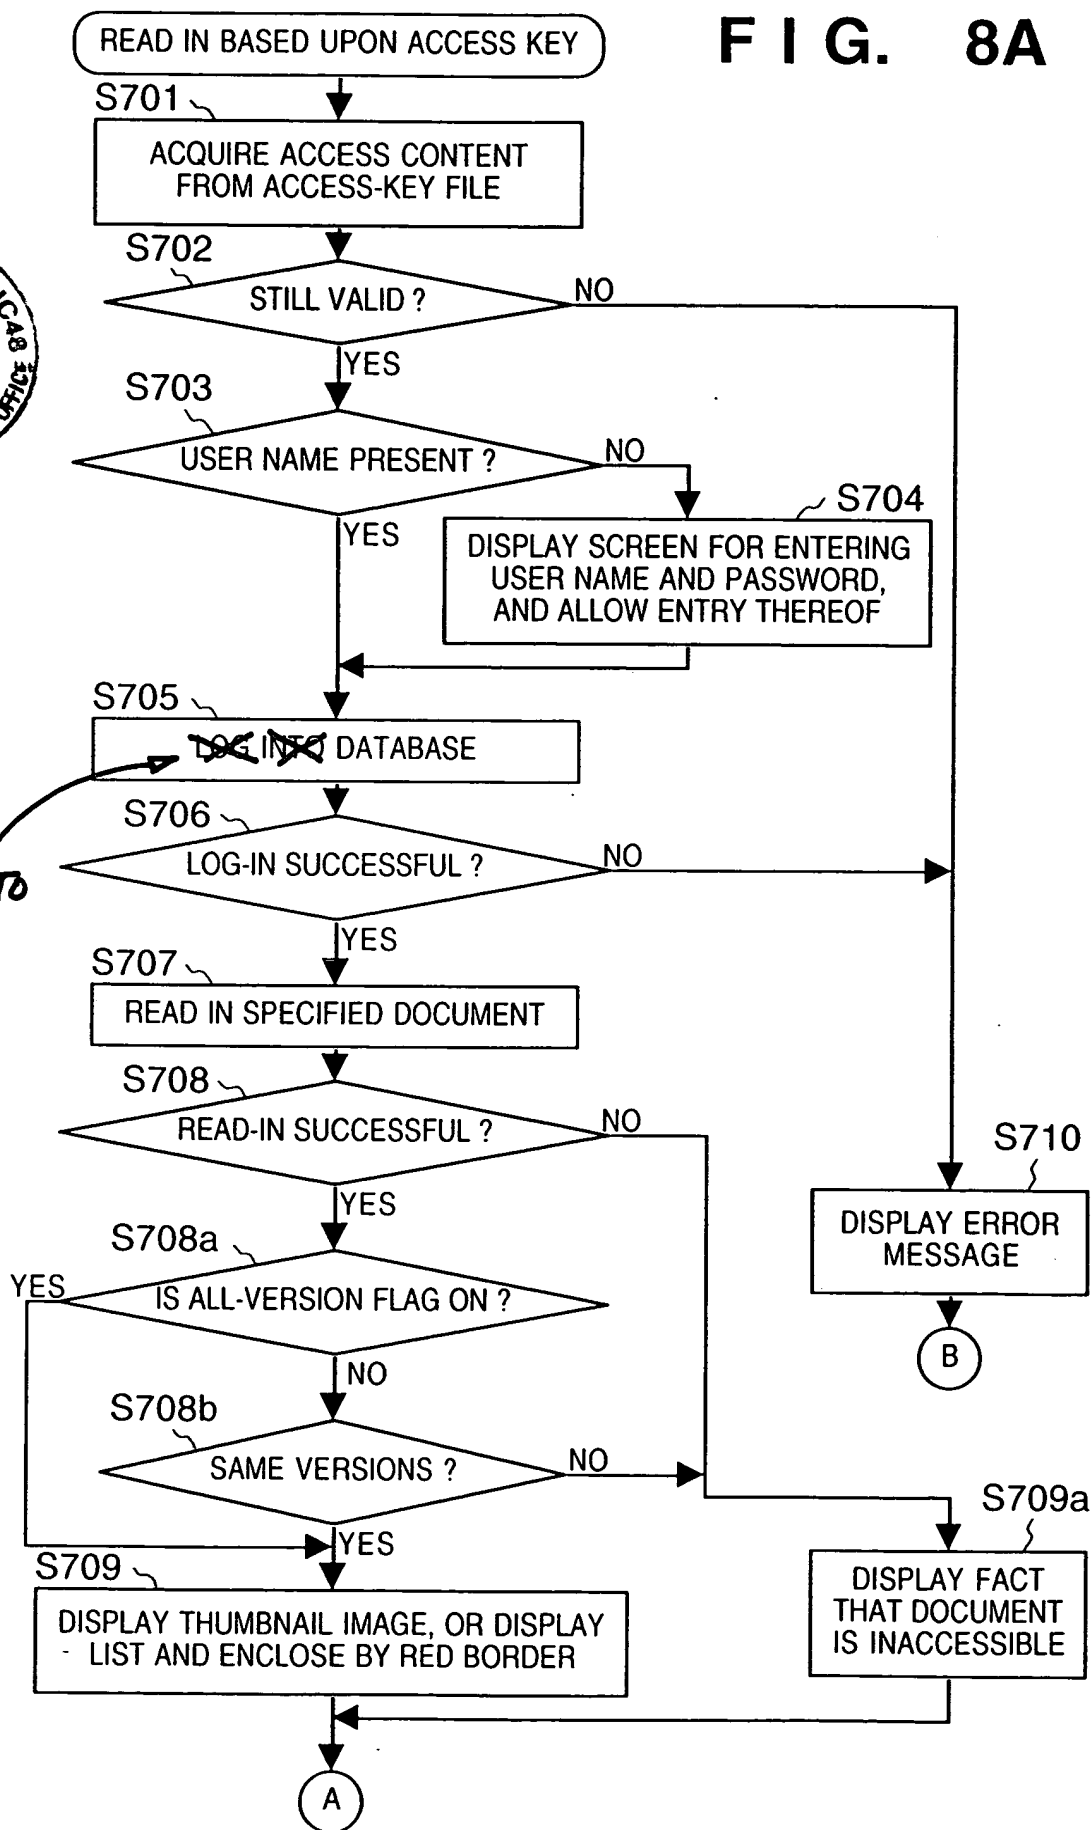 FIG. 8A
READ IN BASED UPON ACCESS KEY
S701
ACQUIRE ACCESS CONTENT
FROM ACCESS-KEY FILE
S702
STILL VALID ?
NO
YES
S703
USER NAME PRESENT ?
NO
YES
S704
DISPLAY SCREEN FOR ENTERING
USER NAME AND PASSWORD,
AND ALLOW ENTRY THEREOF
S705
LOG INTO DATABASE
TO
S706
LOG-IN SUCCESSFUL ?
NO
YES
S707
READ IN SPECIFIED DOCUMENT
S708
READ-IN SUCCESSFUL ?
NO
YES
S710
DISPLAY ERROR
MESSAGE
B
S708a
IS ALL-VERSION FLAG ON ?
YES
NO
S708b
SAME VERSIONS ?
NO
YES
S709a
DISPLAY FACT
THAT DOCUMENT
IS INACCESSIBLE
S709
DISPLAY THUMBNAIL IMAGE, OR DISPLAY
LIST AND ENCLOSE BY RED BORDER
A
OFFICE